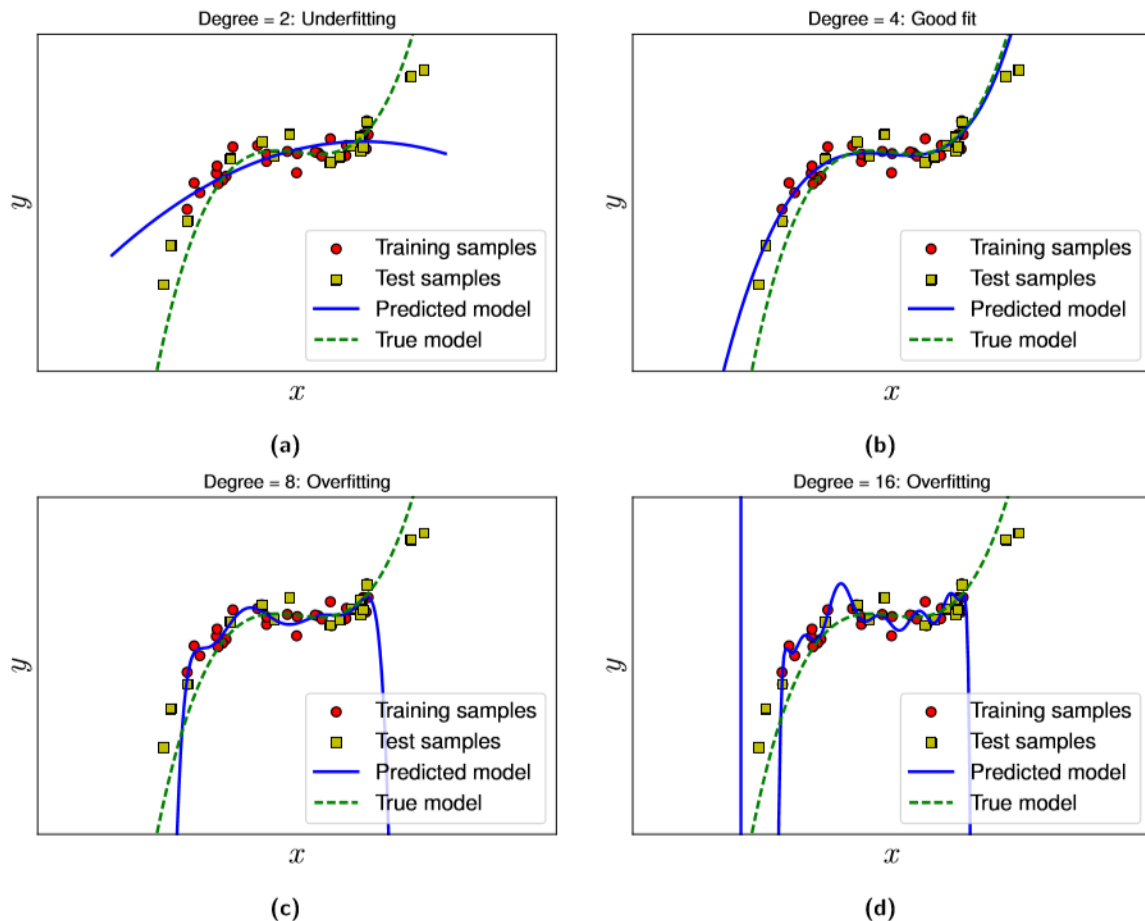 Degree = 2: Underfitting
y
Training samples
Test samples
Predicted model
True model
x
(a)
Degree = 4: Good fit
y
Training samples
Test samples
Predicted model
True model
x
(b)
Degree = 8: Overfitting
y
Training samples
Test samples
Predicted model
True model
x
(c)
Degree = 16: Overfitting
y
Training samples
Test samples
Predicted model
True model
x
(d)